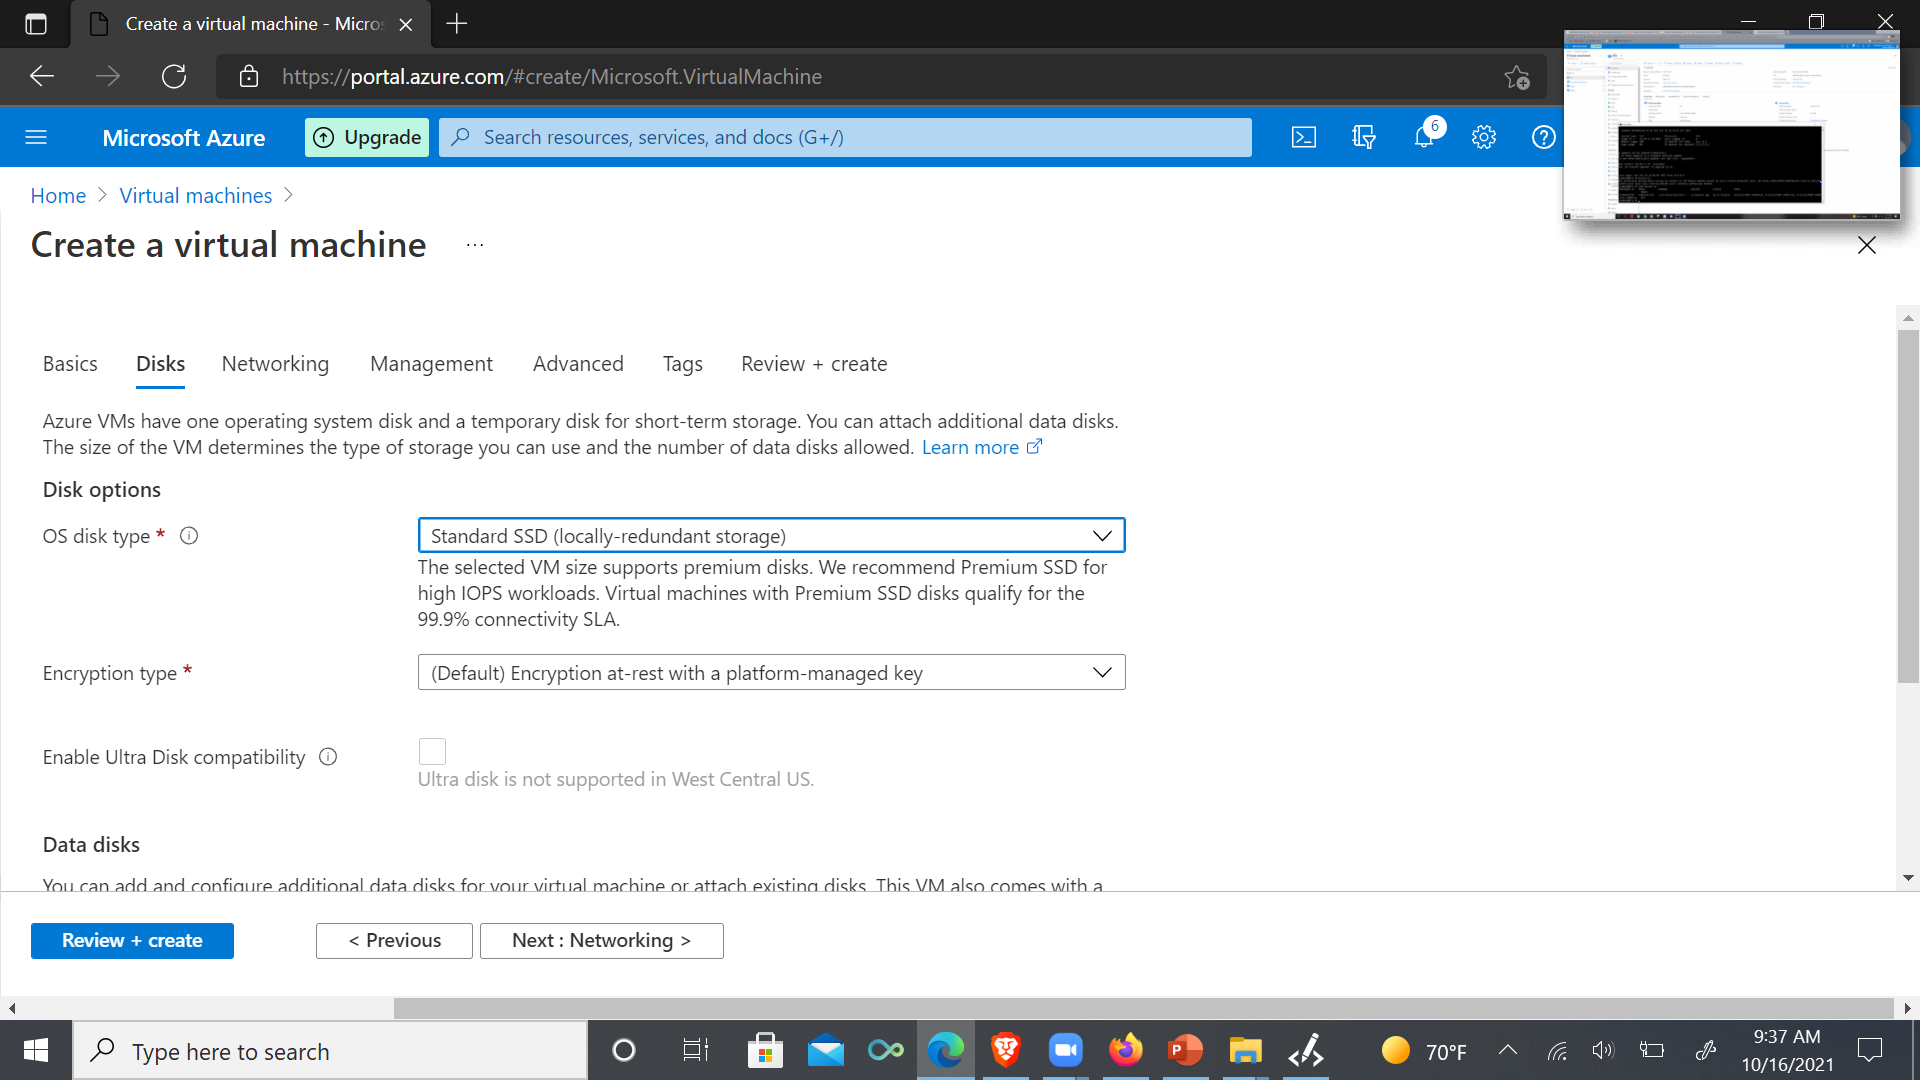 Create a virtual machine - Micros
https://portal.azure.com/#create/Microsoft.VirtualMachine
Microsoft Azure
Upgrade
Search resources, services, and docs (G+/)
6
Home > Virtual machines >
Create a virtual machine ...
Basics Disks Networking Management Advanced Tags Review + create
Azure VMs have one operating system disk and a temporary disk for short-term storage. You can attach additional data disks.
The size of the VM determines the type of storage you can use and the number of data disks allowed. Learn more
Disk options
OS disk type *
Standard SSD (locally-redundant storage)
The selected VM size supports premium disks. We recommend Premium SSD for
high IOPS workloads. Virtual machines with Premium SSD disks qualify for the
99.9% connectivity SLA.
Encryption type *
(Default) Encryption at-rest with a platform-managed key
Enable Ultra Disk compatibility
Ultra disk is not supported in West Central US.
Data disks
You can add and configure additional data disks for your virtual machine or attach existing disks. This VM also comes with a
Review + create
< Previous
Next : Networking >
Type here to search
70°F
9:37 AM
10/16/2021